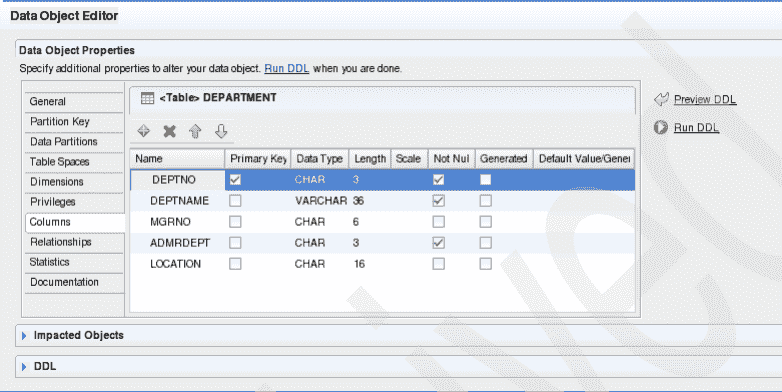 Data Object Editor
Data Object Properties
Specify additional properties to alter your data object. Run DDL when you are done.
General
Partition Key
Data Partitions
Table Spaces
Dimensions
Privileges
Columns
Relationships
Statistics
Documentation
<Table> DEPARTMENT
Name Primary Key Data Type Length Scale Not Nul Generated Default Value/Gener
DEPTNO CHAR 3
DEPTNAME VARCHAR 36
MGRNO CHAR 6
ADMRDEPT CHAR 3
LOCATION CHAR 16
Preview DDL
Run DDL
Impacted Objects
DDL